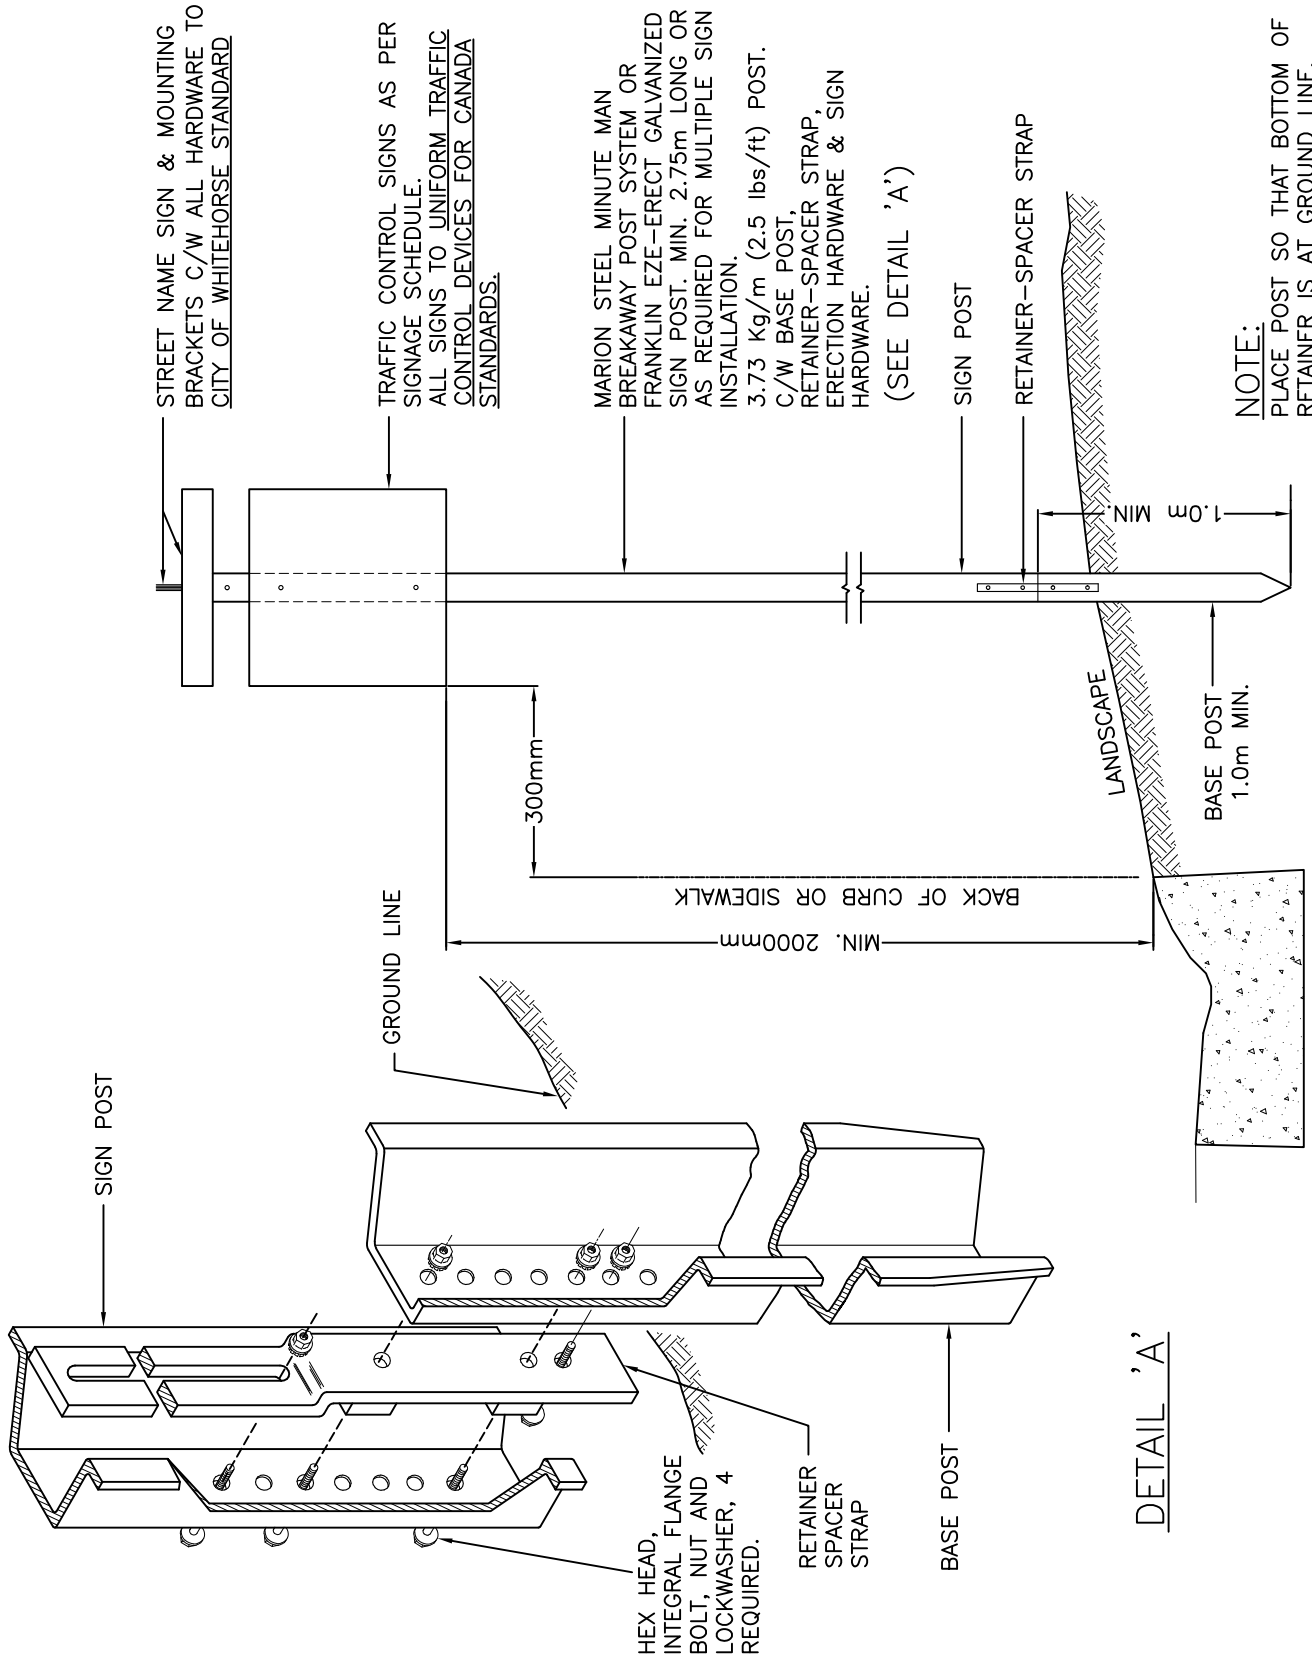 STREET NAME SIGN & MOUNTING
BRACKETS C/W ALL HARDWARE TO
CITY OF WHITEHORSE STANDARD
TRAFFIC CONTROL SIGNS AS PER
SIGNAGE SCHEDULE.
ALL SIGNS TO UNIFORM TRAFFIC
CONTROL DEVICES FOR CANADA
STANDARDS.
MARION STEEL MINUTE MAN
BREAKAWAY POST SYSTEM OR
FRANKLIN EZE-ERECT GALVANIZED
SIGN POST. MIN. 2.75m LONG OR
AS REQUIRED FOR MULTIPLE SIGN
INSTALLATION.
3.73 Kg/m (2.5 lbs/ft) POST.
C/W BASE POST,
RETAINER-SPACER STRAP,
ERECTION HARDWARE & SIGN
HARDWARE.
(SEE DETAIL 'A')
SIGN POST
RETAINER-SPACER STRAP
1.0m MIN.
NOTE:
PLACE POST SO THAT BOTTOM OF
RETAINER IS AT GROUND LINE.
300mm
BACK OF CURB OR SIDEWALK
MIN. 2000mm
LANDSCAPE
BASE POST
1.0m MIN.
SIGN POST
GROUND LINE
HEX HEAD,
INTEGRAL FLANGE
BOLT, NUT AND
LOCKWASHER, 4
REQUIRED.
RETAINER
SPACER
STRAP
BASE POST
DETAIL 'A'